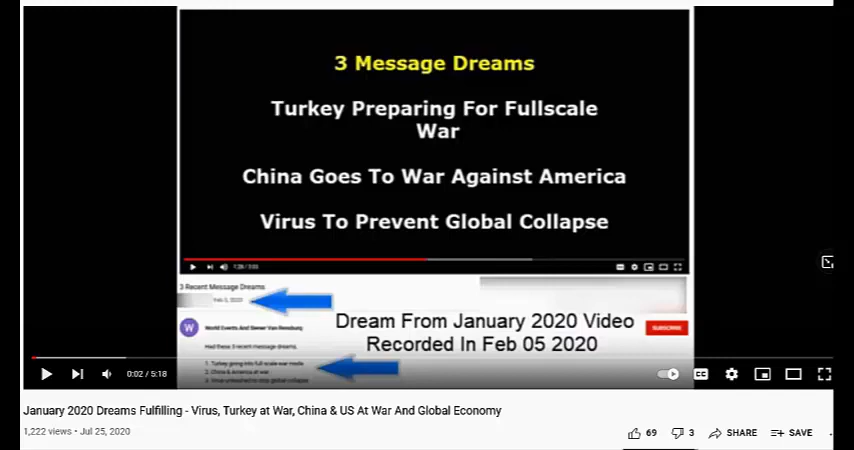 3 Message Dreams
Turkey Preparing For Fullscale
War
China Goes To War Against America
Virus To Prevent Global Collapse
3 Recent Message Dreams
Feb 5, 2020
W
World Events And Siener Van Rensburg
SUBSCRIBE
Had these 3 recent message dreams.
1. Turkey going into full scale war mode
2. China & America at war
3. Virus unleashed to stop global collapse
Dream From January 2020 Video
Recorded In Feb 05 2020
0:02 / 5:18
CC
January 2020 Dreams Fulfilling - Virus, Turkey at War, China & US At War And Global Economy
1,222 views • Jul 25, 2020
69
3
SHARE
SAVE